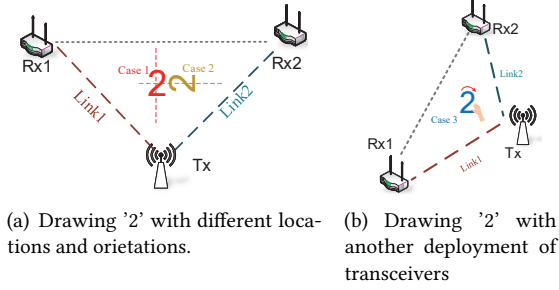 Rx1
Rx2
Case 1
2
2
Case 2
Link1
Link2
Tx
Rx2
Link2
2
Case 3
Tx
Rx1
Link1
(a) Drawing '2' with different loca-
tions and orietations.
(b) Drawing '2' with
another deployment of
transceivers